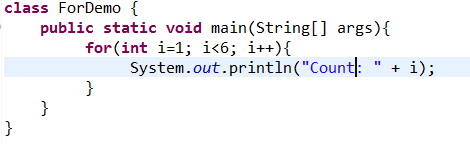 class ForDemo {
    public static void main(String[] args){
        for(int i=1; i<6; i++){
            System.out.println("Count: " + i);
        }
    }
}